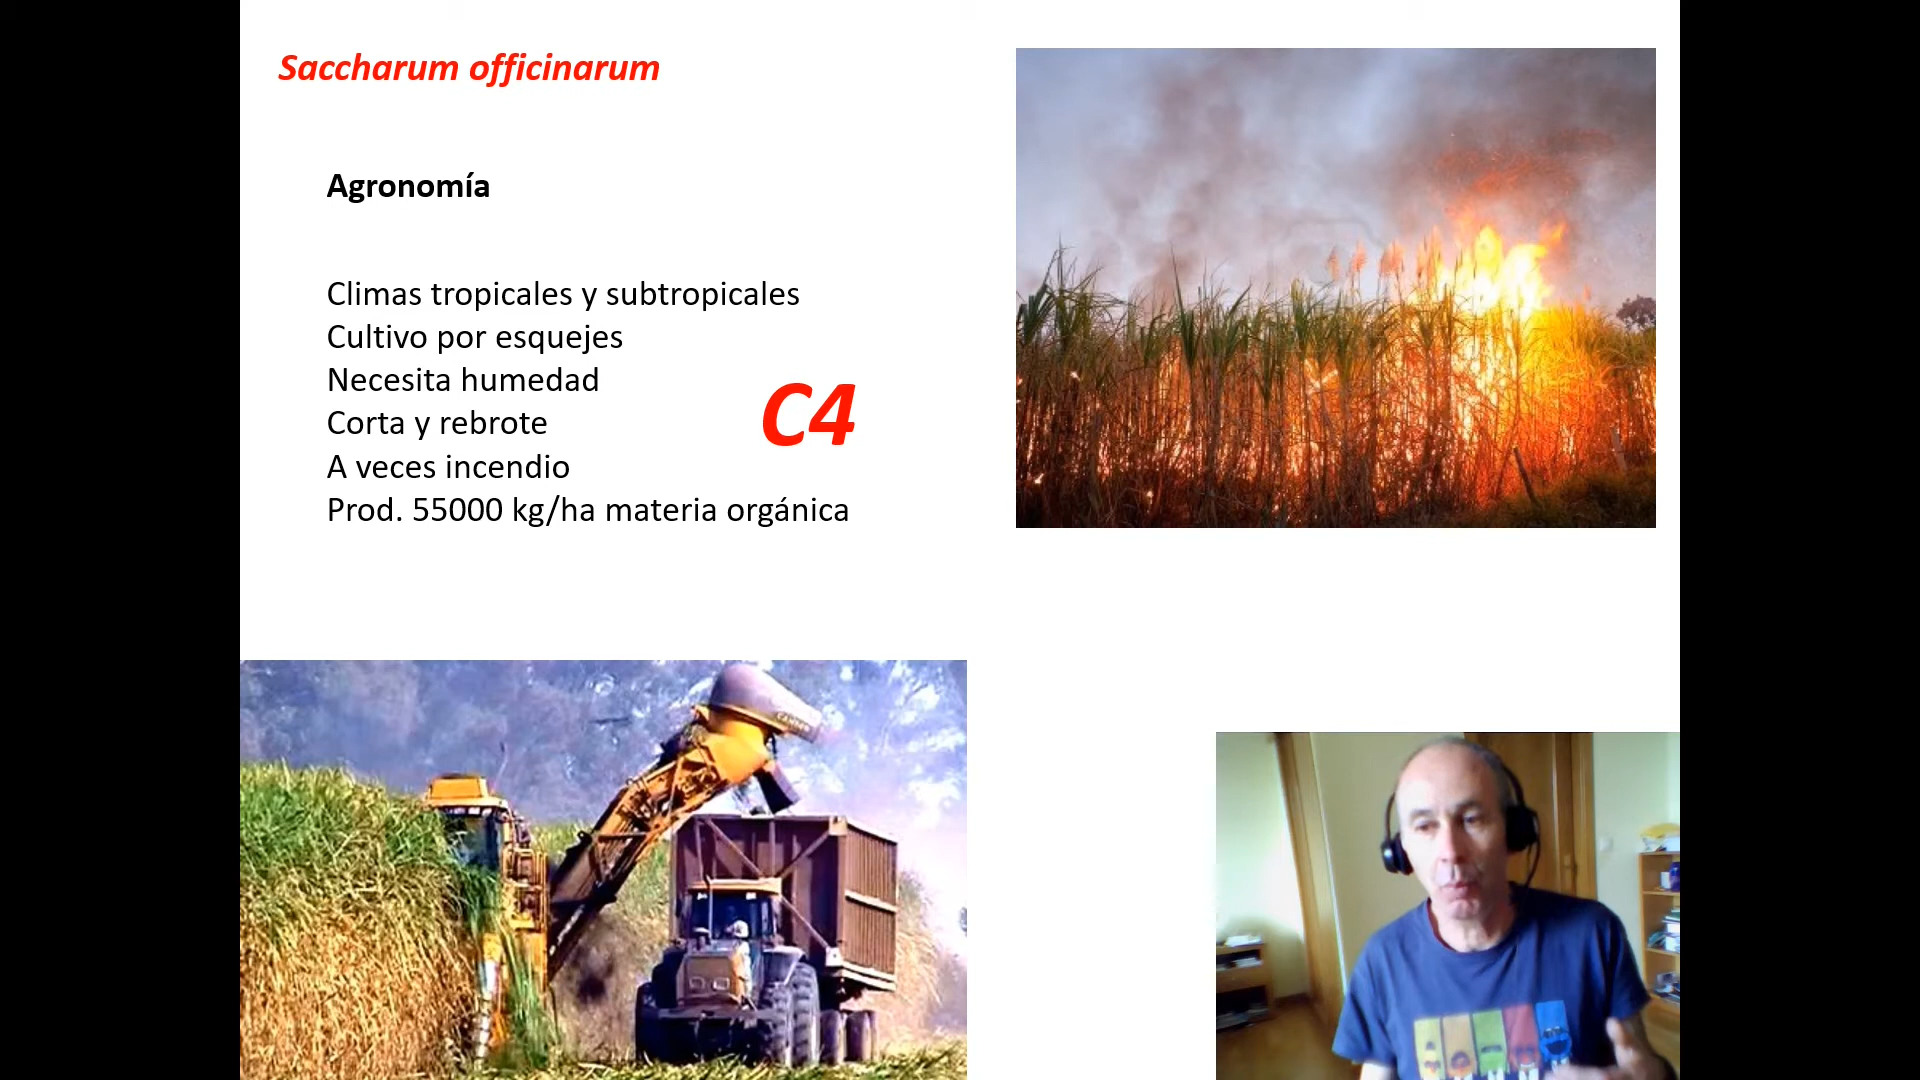 Saccharum officinarum
Agronomía
Climas tropicales y subtropicales
Cultivo por esquejes
Necesita humedad
Corta y rebrote
A veces incendio
Prod. 55000 kg/ha materia orgánica
C4